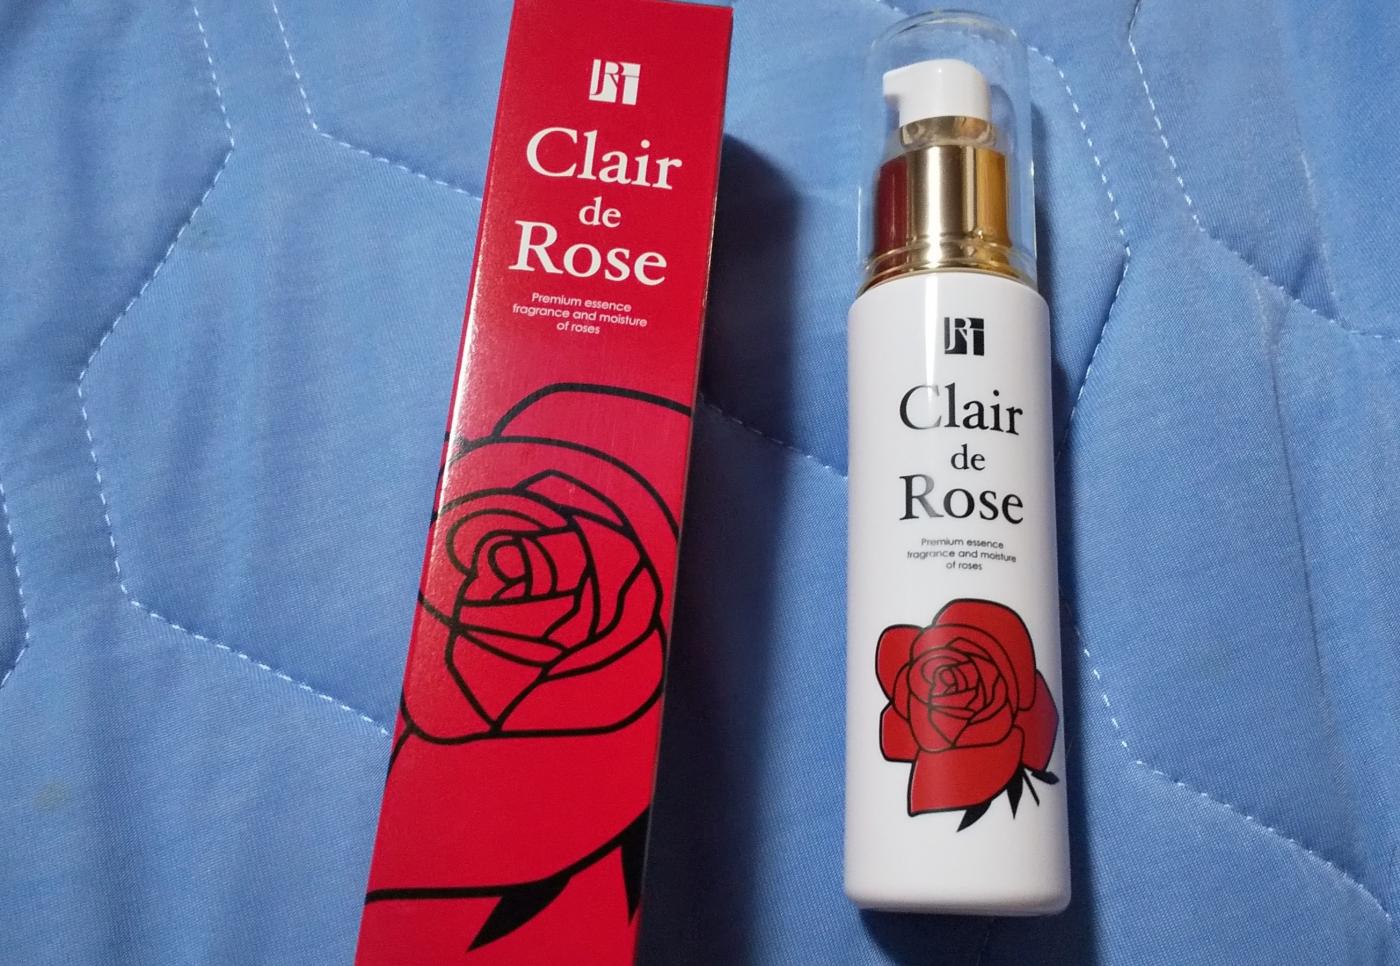 Clair
de
Rose
Premium essence
fragrance and moisture
of roses
Clair
de
Rose
Premium essence
fragrance and moisture
of roses